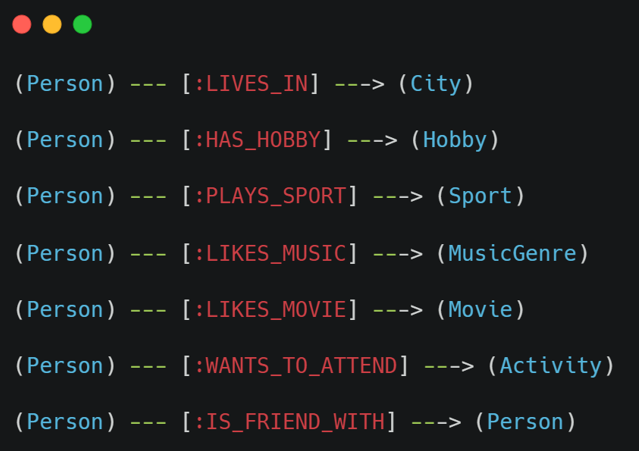 (Person) --- [:LIVES_IN] ---> (City)
(Person) --- [:HAS_HOBBY] ---> (Hobby)
(Person) --- [:PLAYS_SPORT] ---> (Sport)
(Person) --- [:LIKES_MUSIC] ---> (MusicGenre)
(Person) --- [:LIKES_MOVIE] ---> (Movie)
(Person) --- [:WANTS_TO_ATTEND] ---> (Activity)
(Person) --- [:IS_FRIEND_WITH] ---> (Person)